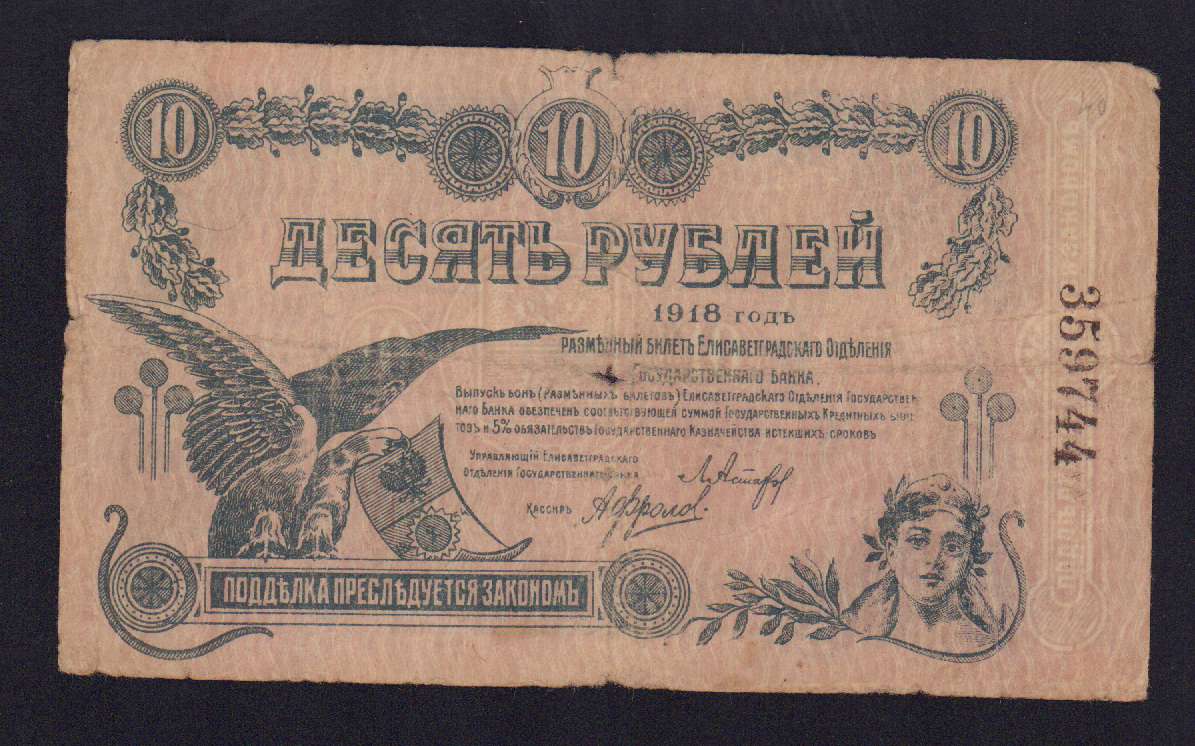 10 10 10
ДЕСЯТЬ РУБЛЕЙ
1918 годъ
РАЗМѢННЫЙ БИЛЕТЪ ЕЛИСАВЕТГРАДСКАГО ОТДѢЛЕНІЯ
ГОСУДАРСТВЕННАГО БАНКА.
ВЫПУСКЪ БОНЪ (РАЗМѢННЫХЪ БИЛЕТОВЪ) ЕЛИСАВЕТГРАДСКАГО ОТДѢЛЕНІЯ ГОСУДАРСТВЕН
НАГО БАНКА ОБЕЗПЕЧЕНЪ СООТВѢТСТВУЮЩЕЙ СУММОЙ ГОСУДАРСТВЕННЫХЪ КРЕДИТНЫХЪ БИЛЕ
ТОВЪ И 5% ОБЯЗАТЕЛЬСТВЪ ГОСУДАРСТВЕННАГО КАЗНАЧЕЙСТВА ИСТЕКШИХЪ СРОКОВЪ
УПРАВЛЯЮЩІЙ ЕЛИСАВЕТГРАДСКАГО
ОТДѢЛЕНІЯ ГОСУДАРСТВЕННАГО БАНКА
КАССИРЪ А Фролов.
ПОДДѢЛКА ПРЕСЛѢДУЕТСЯ ЗАКОНОМЪ
359744